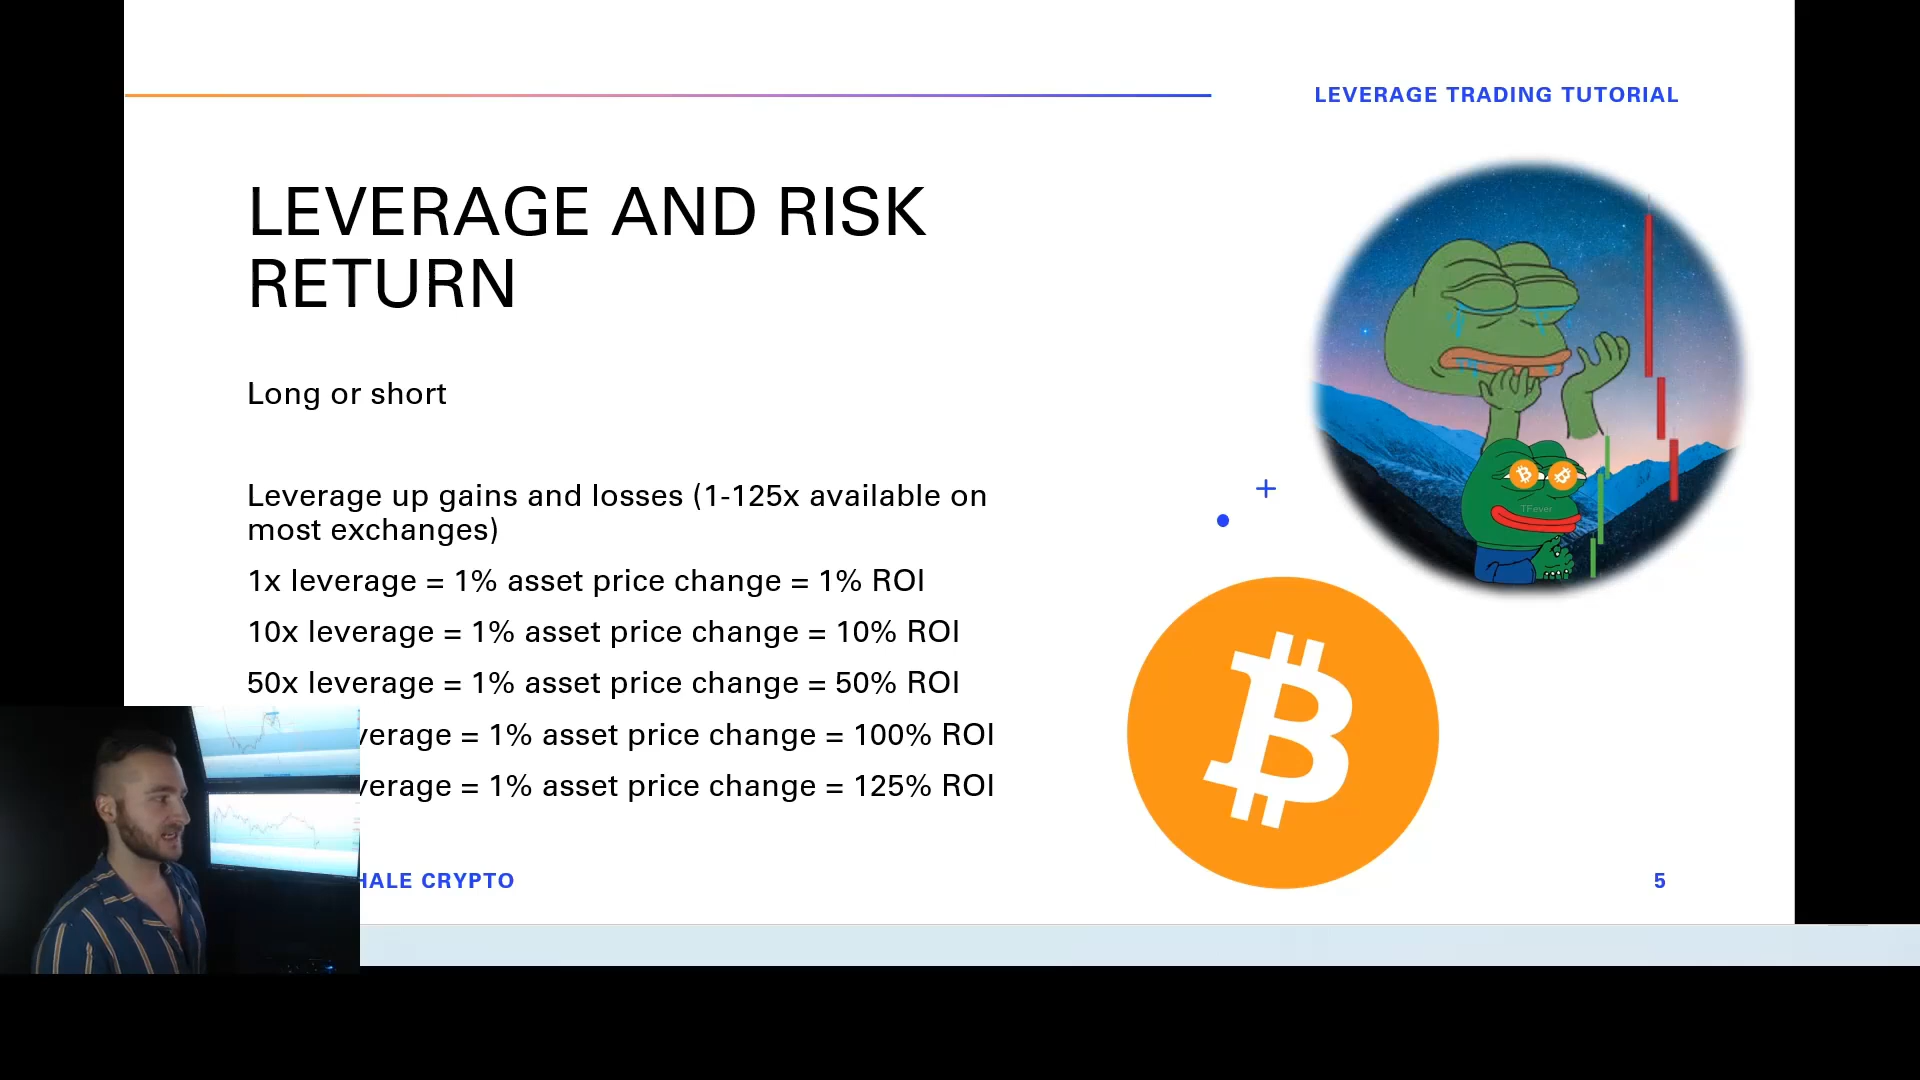 LEVERAGE TRADING TUTORIAL
LEVERAGE AND RISK
RETURN
Long or short
Leverage up gains and losses (1-125x available on
most exchanges)
1x leverage = 1% asset price change = 1% ROI
10x leverage = 1% asset price change = 10% ROI
50x leverage = 1% asset price change = 50% ROI
verage = 1% asset price change = 100% ROI
verage = 1% asset price change = 125% ROI
TFever
HALE CRYPTO
5